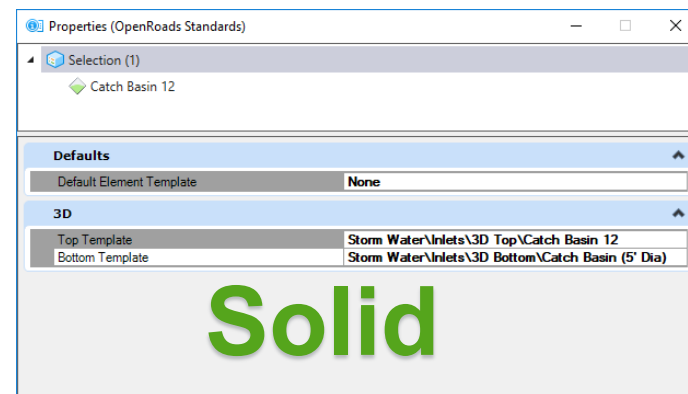 Properties (OpenRoads Standards)
Selection (1)
Catch Basin 12
Defaults
Default Element Template None
3D
Top Template Storm Water\Inlets\3D Top\Catch Basin 12
Bottom Template Storm Water\Inlets\3D Bottom\Catch Basin (5' Dia)
Solid